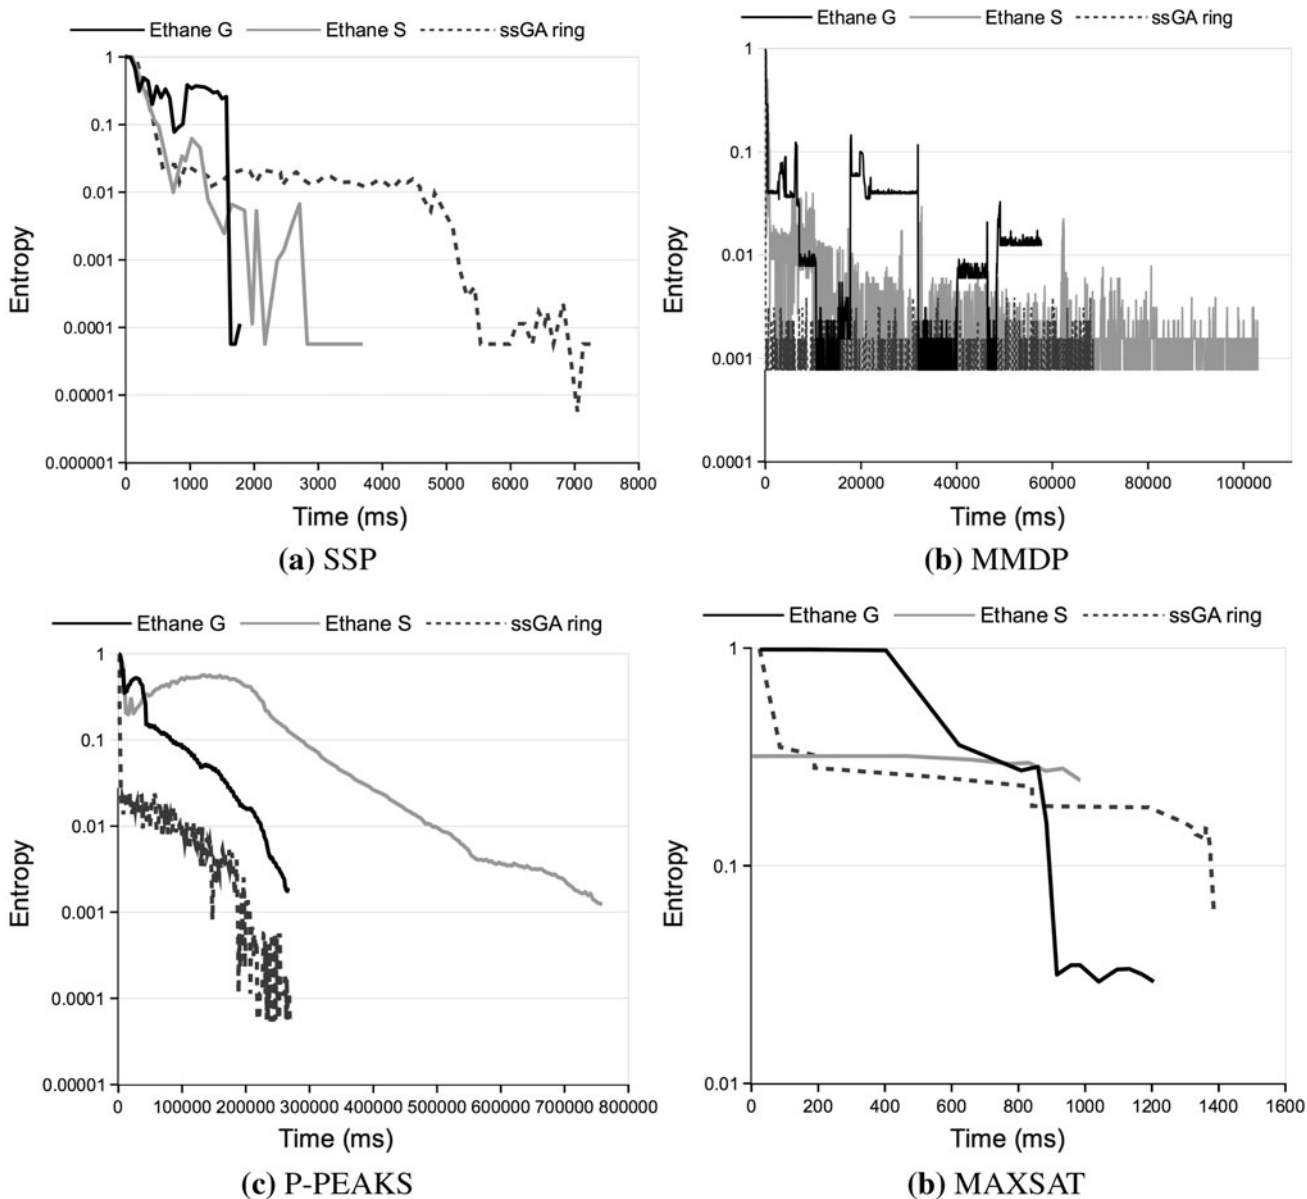 Ethane G Ethane S ssGA ring
1
0.1
0.01
0.001
0.0001
0.00001
0.000001
Entropy
0 1000 2000 3000 4000 5000 6000 7000 8000
Time (ms)
(a) SSP
Ethane G Ethane S ssGA ring
1
0.1
0.01
0.001
0.0001
Entropy
0 20000 40000 60000 80000 100000
Time (ms)
(b) MMDP
Ethane G Ethane S ssGA ring
1
0.1
0.01
0.001
0.0001
0.00001
Entropy
0 100000 200000 300000 400000 500000 600000 700000 800000
Time (ms)
(c) P-PEAKS
Ethane G Ethane S ssGA ring
1
0.1
0.01
Entropy
0 200 400 600 800 1000 1200 1400 1600
Time (ms)
(b) MAXSAT